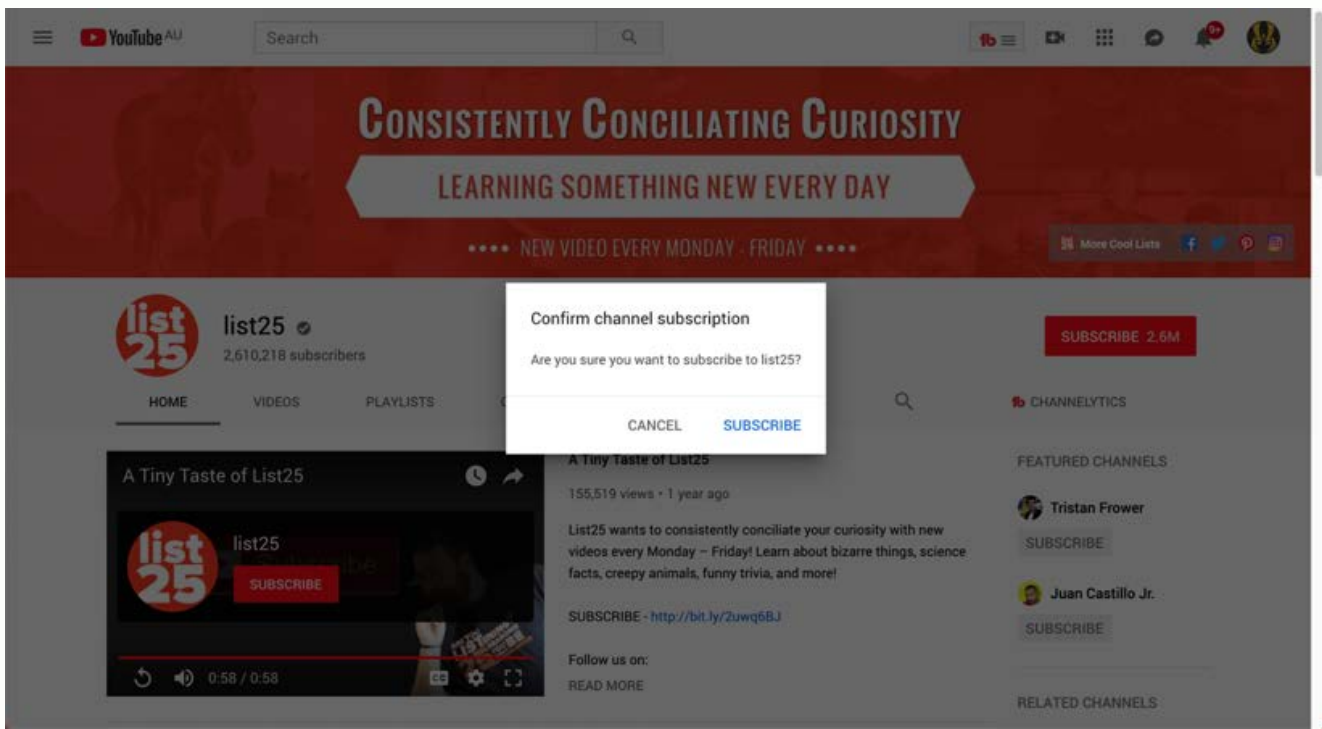 YouTube AU
Search
9+
CONSISTENTLY CONCILIATING CURIOSITY
LEARNING SOMETHING NEW EVERY DAY
•••• NEW VIDEO EVERY MONDAY - FRIDAY ••••
More Cool Lists
list25
list25
2,610,218 subscribers
SUBSCRIBE 2.6M
Confirm channel subscription
Are you sure you want to subscribe to list25?
CANCEL SUBSCRIBE
HOME VIDEOS PLAYLISTS
CHANNELYTICS
A Tiny Taste of List25
list25
list25
SUBSCRIBE
0:58 / 0:58
CC
A Tiny Taste of List25
155,519 views • 1 year ago
List25 wants to consistently conciliate your curiosity with new
videos every Monday – Friday! Learn about bizarre things, science
facts, creepy animals, funny trivia, and more!
SUBSCRIBE - http://bit.ly/2uwq6BJ
Follow us on:
READ MORE
FEATURED CHANNELS
Tristan Frower
SUBSCRIBE
Juan Castillo Jr.
SUBSCRIBE
RELATED CHANNELS